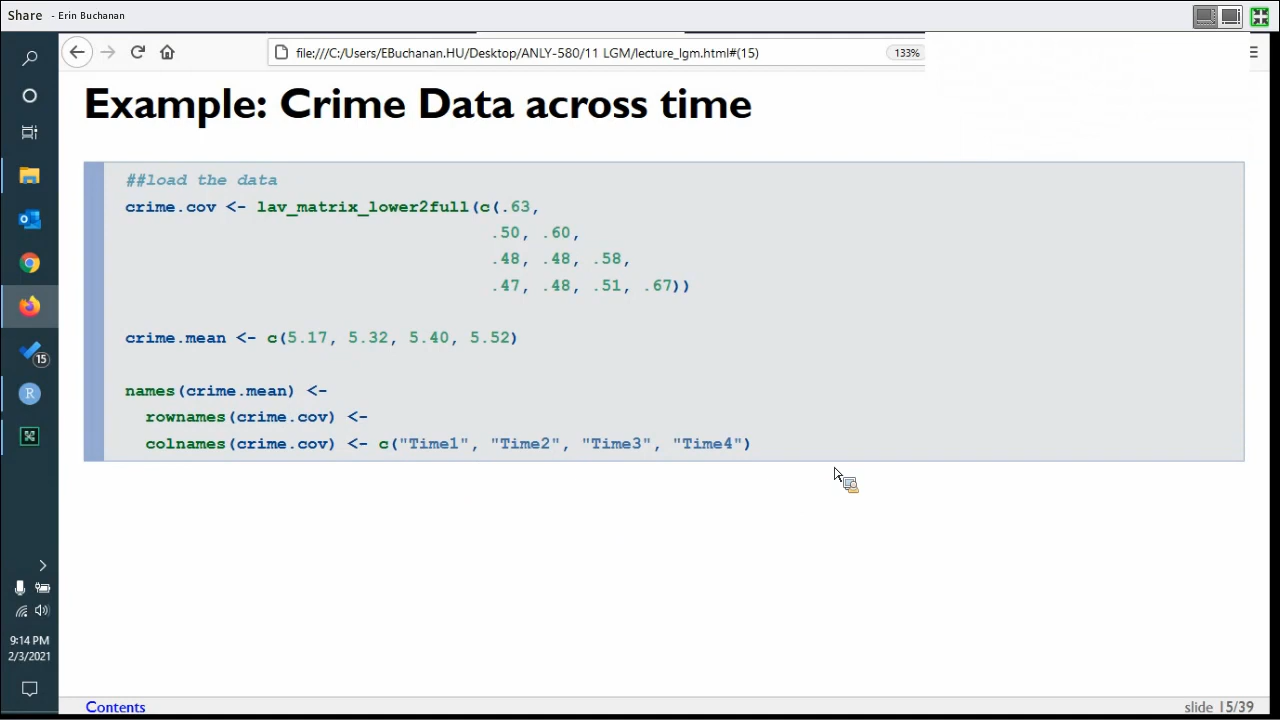 Share - Erin Buchanan
file:///C:/Users/EBuchanan.HU/Desktop/ANLY-580/11 LGM/lecture_lgm.html#(15)
133%
Example: Crime Data across time
##load the data
crime.cov <- lav_matrix_lower2full(c(.63,
.50, .60,
.48, .48, .58,
.47, .48, .51, .67))
crime.mean <- c(5.17, 5.32, 5.40, 5.52)
names(crime.mean) <-
rownames(crime.cov) <-
colnames(crime.cov) <- c("Time1", "Time2", "Time3", "Time4")
15
R
9:14 PM
2/3/2021
Contents
slide 15/39